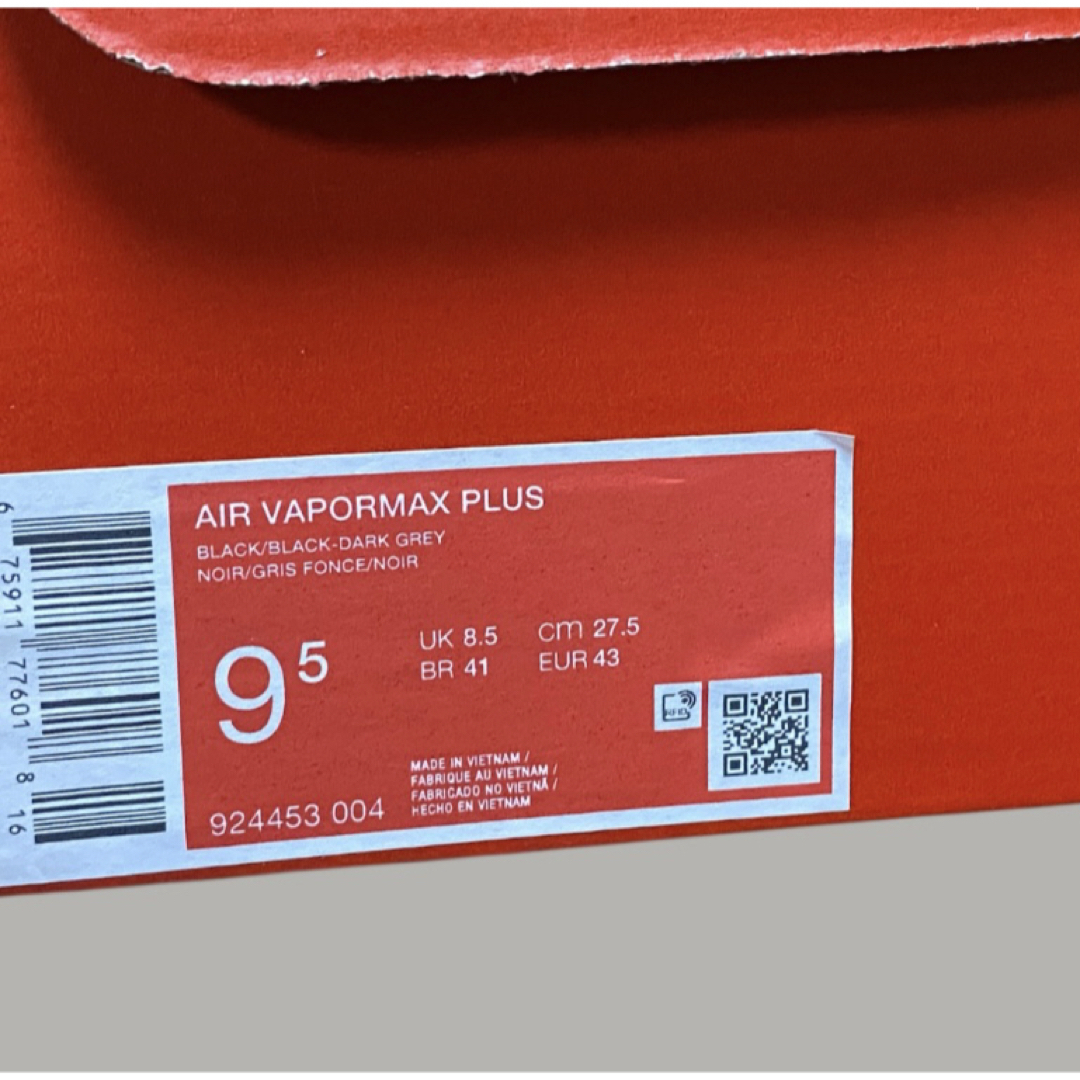 AIR VAPORMAX PLUS
BLACK/BLACK-DARK GREY
NOIR/GRIS FONCE/NOIR
9⁵
UK 8.5 cm 27.5
BR 41 EUR 43
RFID
MADE IN VIETNAM /
FABRIQUE AU VIETNAM /
FABRICADO NO VIETNÃ /
HECHO EN VIETNAM
924453 004
6 75911 77601 8 16